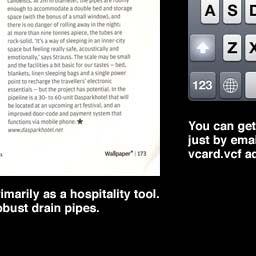 candlesticks. At 2m in diameter, the pipes are roomy
enough to accommodate a double bed and storage
space (with the bonus of a small window), and
there is no danger of rolling away in the night;
at more than nine tonnes apiece, the tubes are
rock-solid. 'It's a way of sleeping in an inner-city
space but feeling really safe, acoustically and
emotionally,' says Strauss. The scale may be small
and the facilities a bit basic for our tastes – bed,
blankets, linen sleeping bags and a single power
point to recharge the travellers' electronic
essentials – but the project has potential. In the
pipeline is a 30- to 60-unit Dasparkhotel that will
be located at an upcoming art festival, and an
improved door-code and payment system that
functions via mobile phone. ★
www.dasparkhotel.net
Wallpaper* | 173
imarily as a hospitality tool.
obust drain pipes.
A S D
Z X
123
You can get
just by emai
vcard.vcf ad